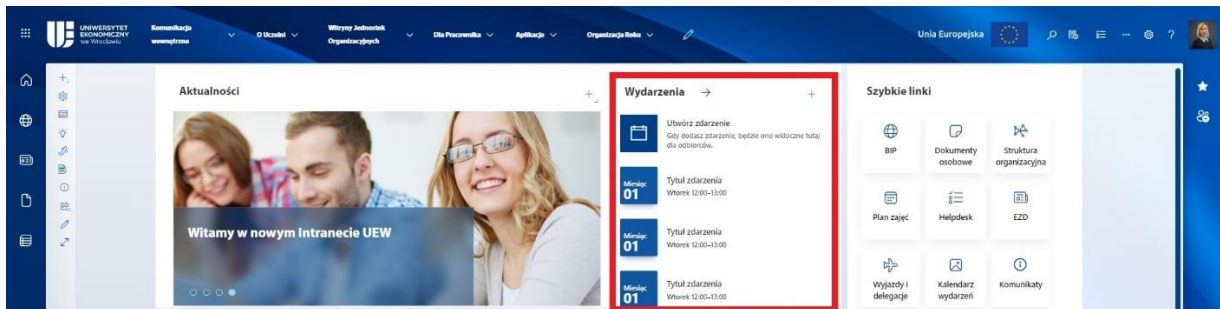 UNIWERSYTET
EKONOMICZNY
we Wrocławiu
Komunikacja
wewnętrzna
O Uczelni
Witryny Jednostek
Organizacyjnych
Dla Pracownika
Aplikacje
Organizacja Roku
Unia Europejska
Aktualności
Witamy w nowym Intranecie UEW
Wydarzenia
Utwórz zdarzenie
Gdy dodasz zdarzenie, będzie ono widoczne tutaj
dla odbiorców.
Miesiąc
01
Tytuł zdarzenia
Wtorek 12:00–13:00
Miesiąc
01
Tytuł zdarzenia
Wtorek 12:00–13:00
Miesiąc
01
Tytuł zdarzenia
Wtorek 12:00–13:00
Szybkie linki
BIP
Dokumenty
osobowe
Struktura
organizacyjna
Plan zajęć
Helpdesk
EZD
Wyjazdy i
delegacje
Kalendarz
wydarzeń
Komunikaty